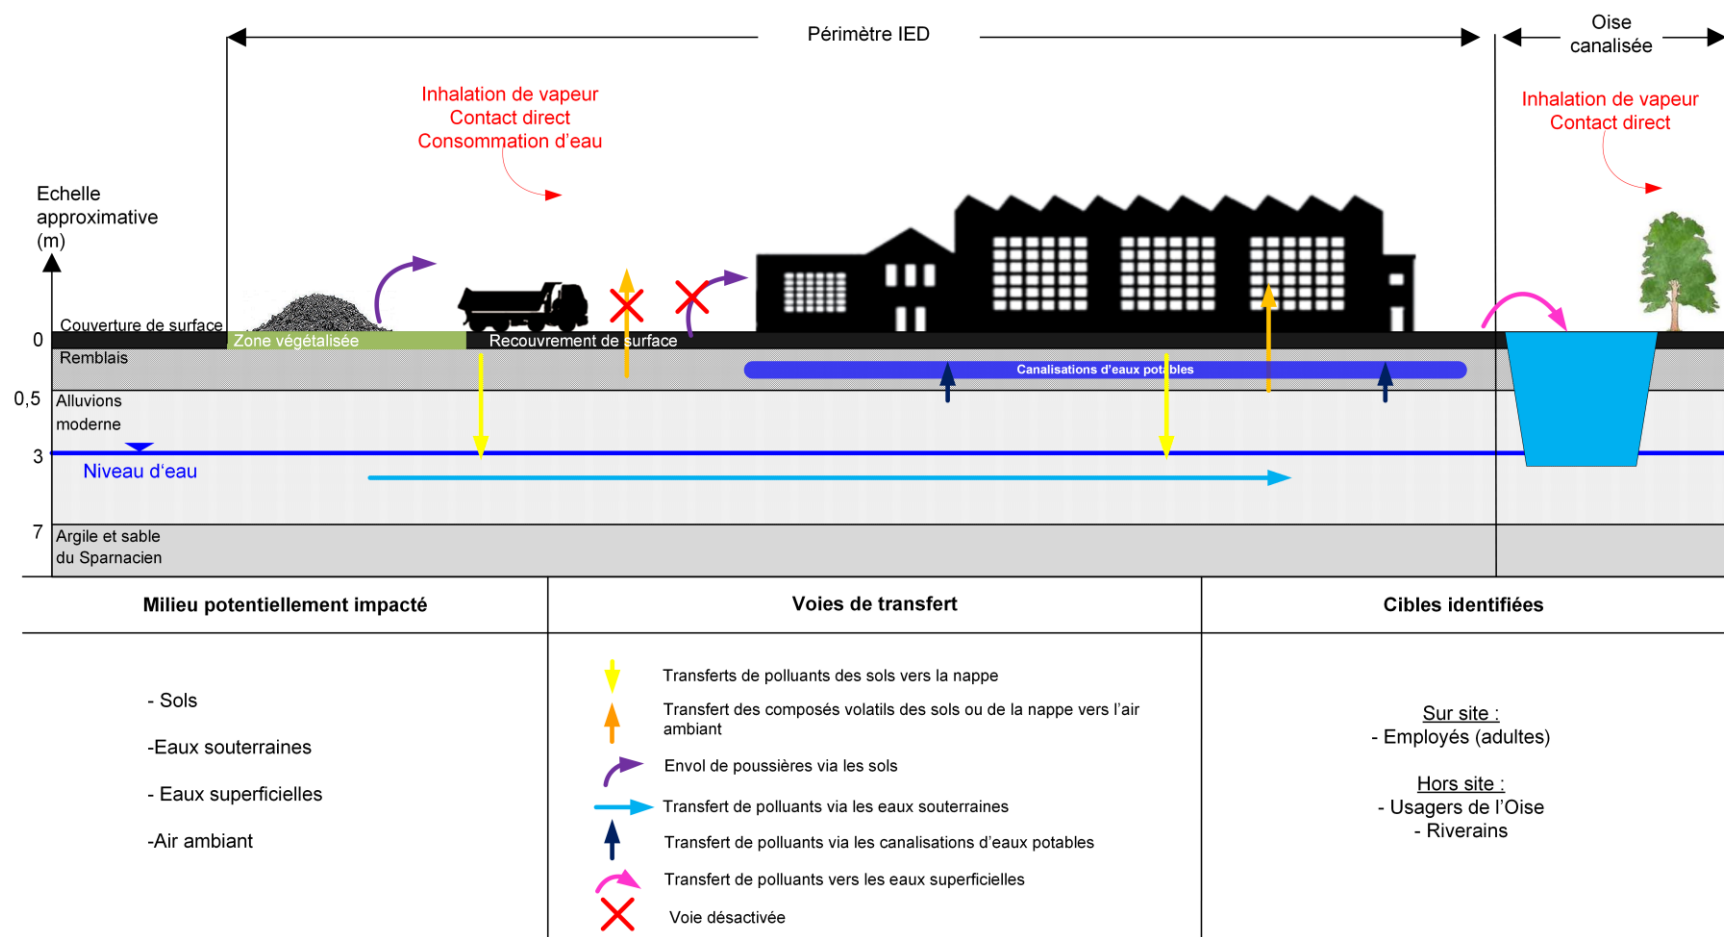 Périmètre IED
Oise
canalisée
Inhalation de vapeur
Contact direct
Consommation d'eau
Inhalation de vapeur
Contact direct
Echelle
approximative
(m)
Couverture de surface
0
Zone végétalisée
Recouvrement de surface
Remblais
Canalisations d'eaux potables
0,5
Alluvions
moderne
3
Niveau d'eau
7
Argile et sable
du Sparnacien
Milieu potentiellement impacté
Voies de transfert
Cibles identifiées
- Sols
-Eaux souterraines
- Eaux superficielles
-Air ambiant
Transferts de polluants des sols vers la nappe
Transfert des composés volatils des sols ou de la nappe vers l'air
ambiant
Envol de poussières via les sols
Transfert de polluants via les eaux souterraines
Transfert de polluants via les canalisations d'eaux potables
Transfert de polluants vers les eaux superficielles
Voie désactivée
Sur site :
- Employés (adultes)
Hors site :
- Usagers de l'Oise
- Riverains